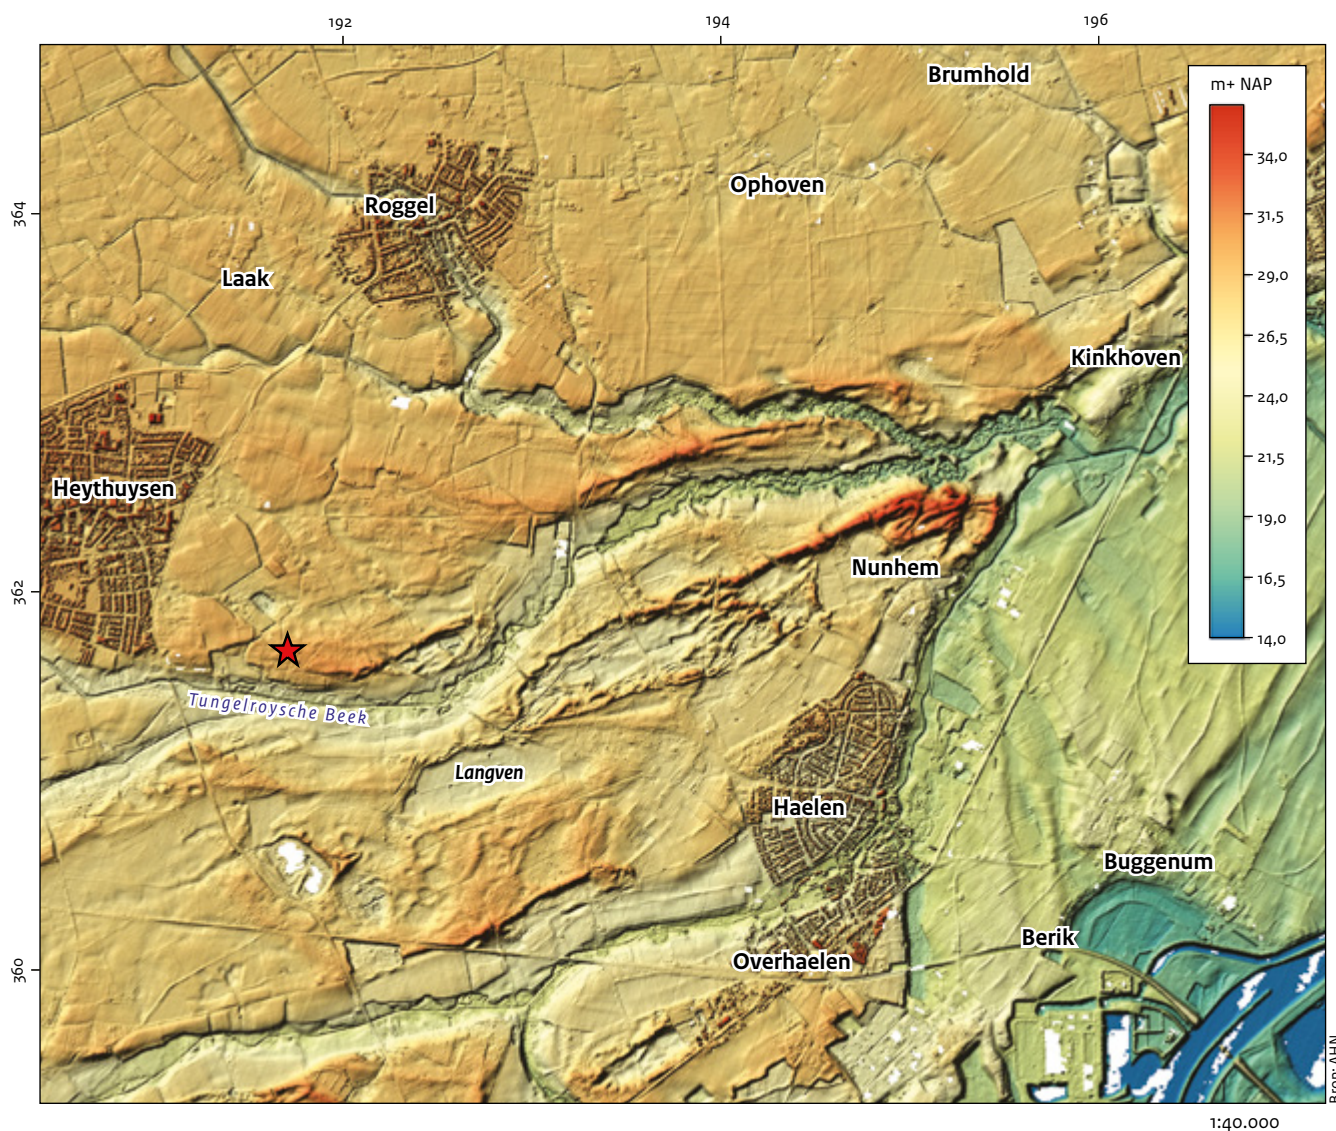 192
194
196
Brumhold
m+ NAP
34,0
31,5
29,0
26,5
24,0
21,5
19,0
16,5
14,0
364
362
360
Ophoven
Roggel
Laak
Kinkhoven
Heythuysen
Nunhem
Tungelroysche Beek
Langven
Haelen
Buggenum
Berik
Overhaelen
Bron: AHN
1:40.000